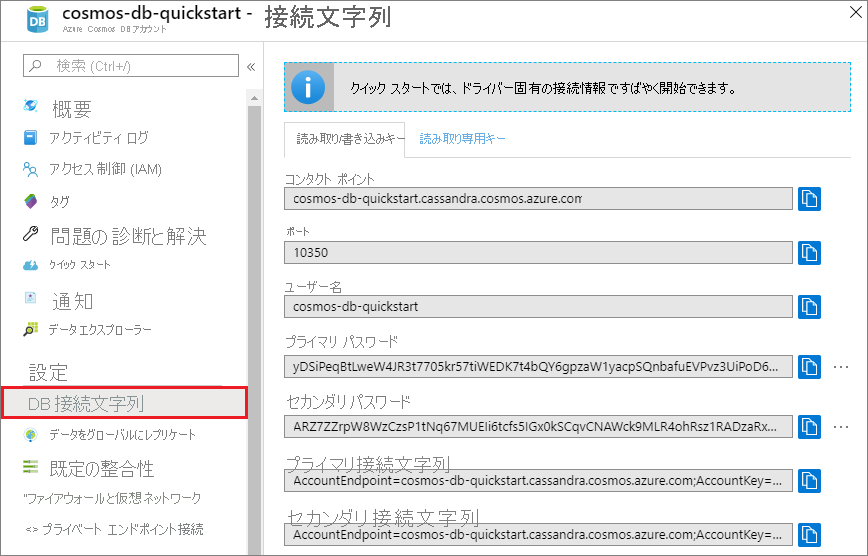 cosmos-db-quickstart - 接続文字列
Azure Cosmos DB アカウント
検索 (Ctrl+/)
«
概要
アクティビティ ログ
アクセス制御 (IAM)
タグ
問題の診断と解決
クイック スタート
通知
データ エクスプローラー
設定
DB 接続文字列
データをグローバルにレプリケート
既定の整合性
"ファイアウォールと仮想ネットワーク
<> プライベート エンドポイント接続
クイック スタートでは、ドライバー固有の接続情報ですばやく開始できます。
読み取り/書き込みキー 読み取り専用キー
コンタクト ポイント
cosmos-db-quickstart.cassandra.cosmos.azure.com
ポート
10350
ユーザー名
cosmos-db-quickstart
プライマリ パスワード
yDSiPeqBtLweW4JR3t7705kr57tiWEDK7t4bQY6gpzaW1yacpSQnbafuEVPvz3UiPoD6...
セカンダリ パスワード
ARZ7ZZrpW8WzCzsP1tNq67MUEIi6tcfs5IGx0kSCqvCNAWck9MLR4ohRsz1RADzaRx...
プライマリ接続文字列
AccountEndpoint=cosmos-db-quickstart.cassandra.cosmos.azure.com;AccountKey=...
セカンダリ接続文字列
AccountEndpoint=cosmos-db-quickstart.cassandra.cosmos.azure.com;AccountKey=...